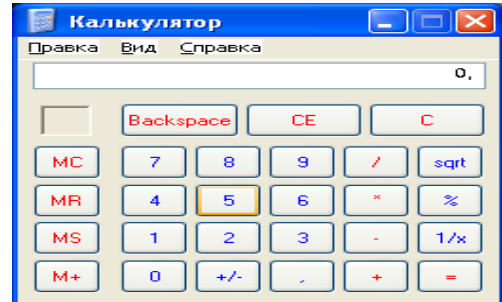 Калькулятор
Правка Вид Справка
0,
Backspace CE C
MC 7 8 9 / sqrt
MR 4 5 6 * %
MS 1 2 3 - 1/x
M+ 0 +/- , + =